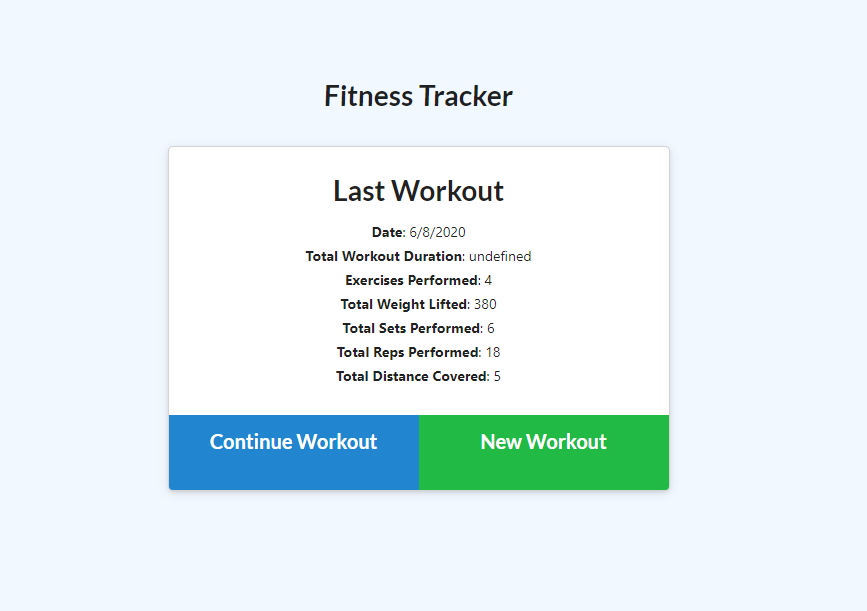 Fitness Tracker
Last Workout
Date: 6/8/2020
Total Workout Duration: undefined
Exercises Performed: 4
Total Weight Lifted: 380
Total Sets Performed: 6
Total Reps Performed: 18
Total Distance Covered: 5
Continue Workout
New Workout